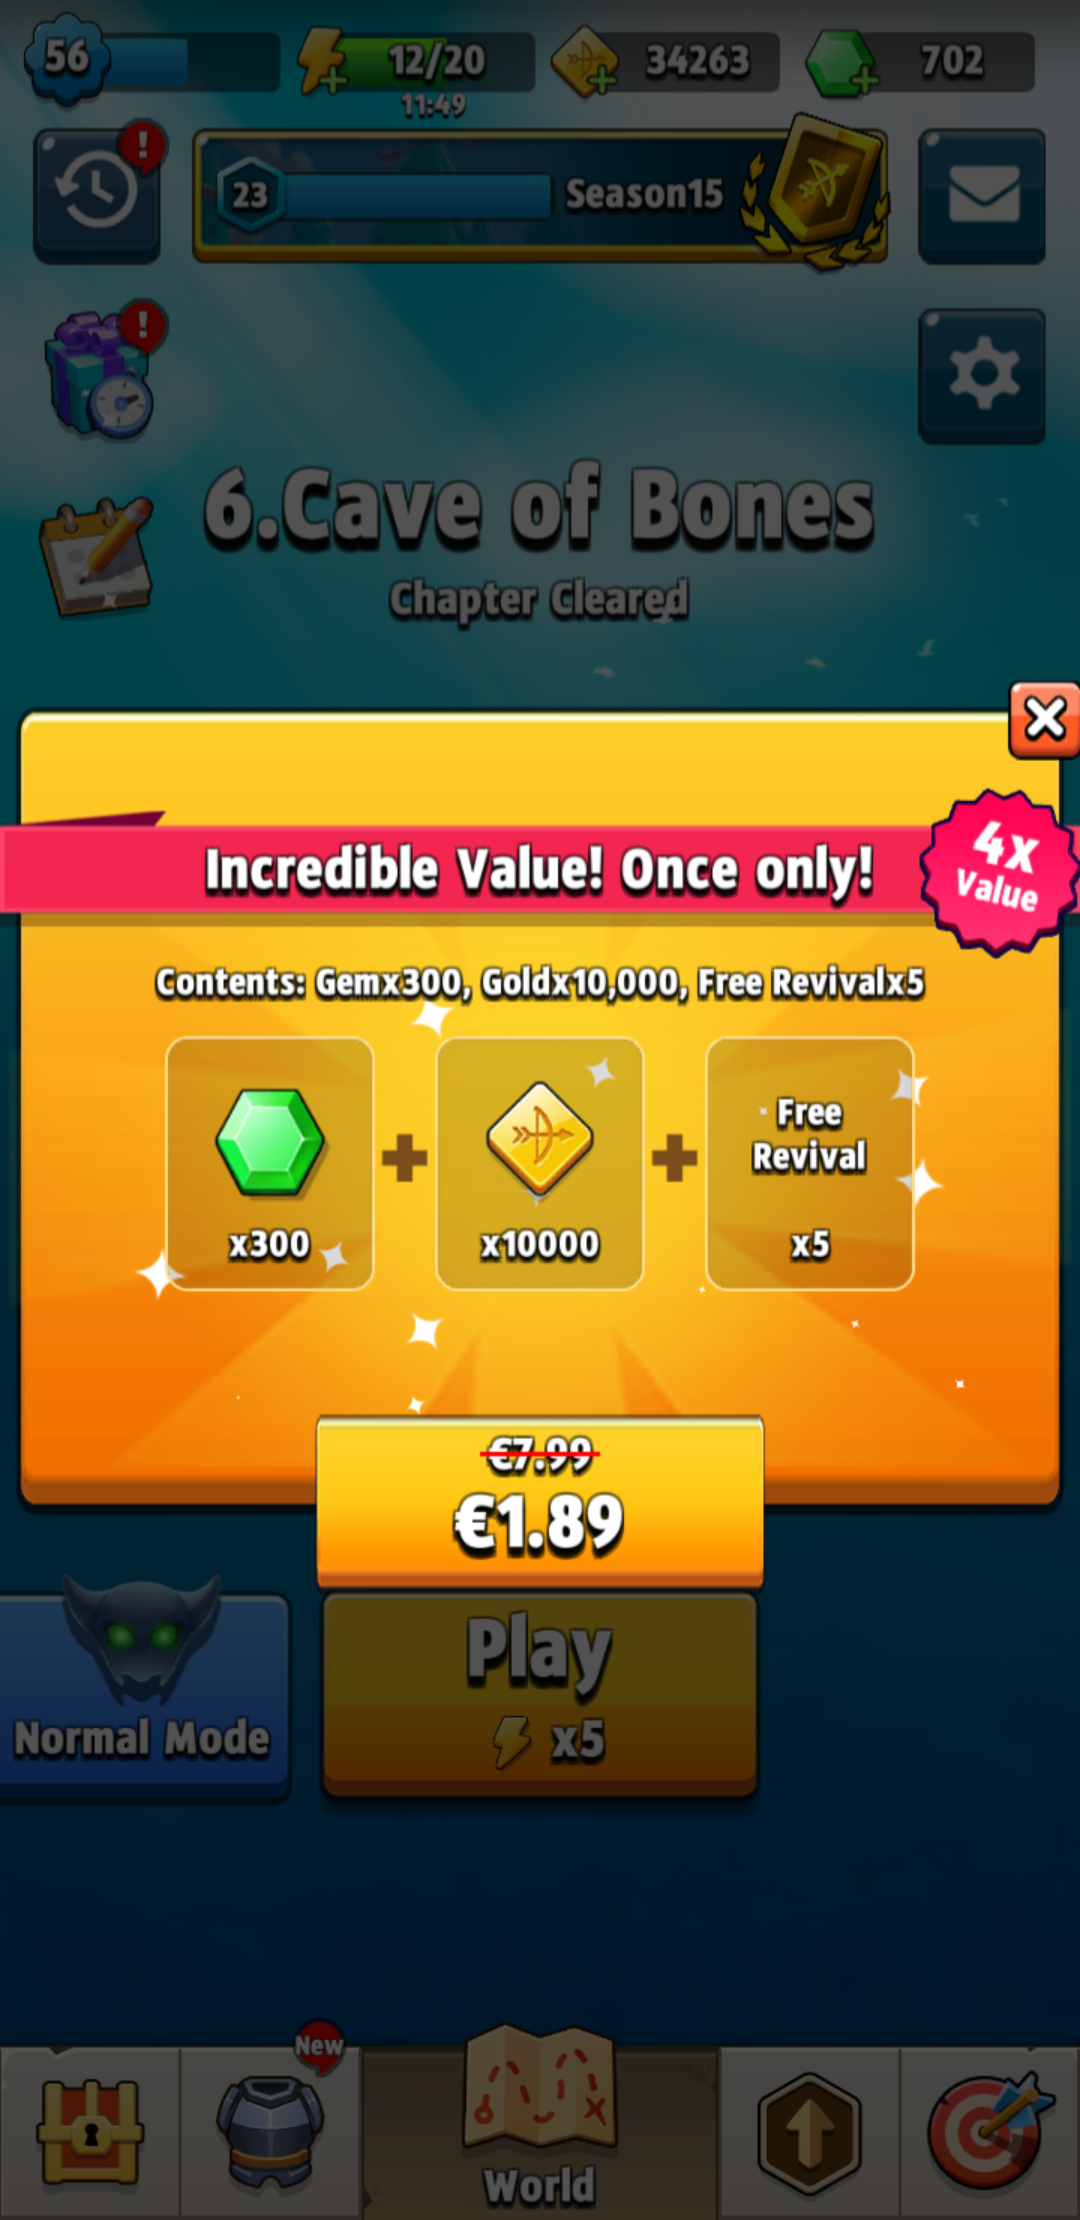 56
12/20
34263
702
11:49
!
23
Season15
!
6.Cave of Bones
Chapter Cleared
Incredible Value! Once only!
4x
Value
Contents: Gemx300, Goldx10,000, Free Revivalx5
Free
Revival
x300
x10000
x5
€7.99
€1.89
Play
x5
Normal Mode
New
World